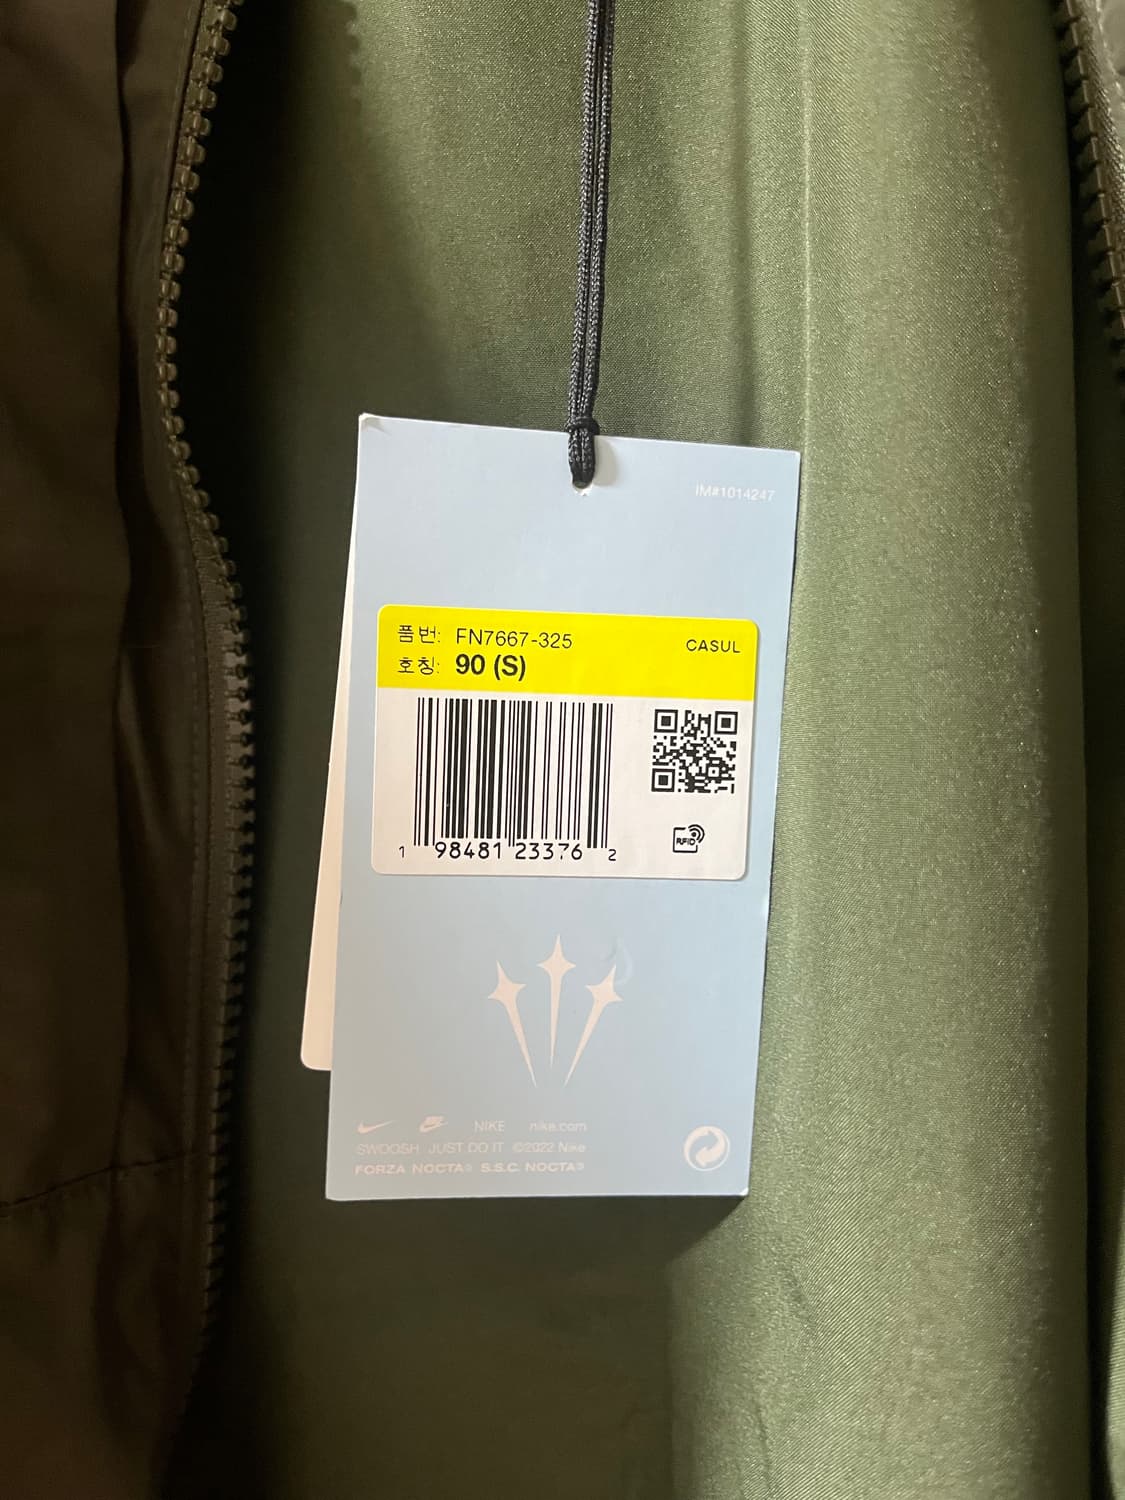 IM#1014247
품번: FN7667-325
CASUL
호칭: 90 (S)
1 98481 23376 2
RFID
NIKE nike.com
SWOOSH JUST DO IT ©2022 Nike
FORZA NOCTA® S.S.C. NOCTA®